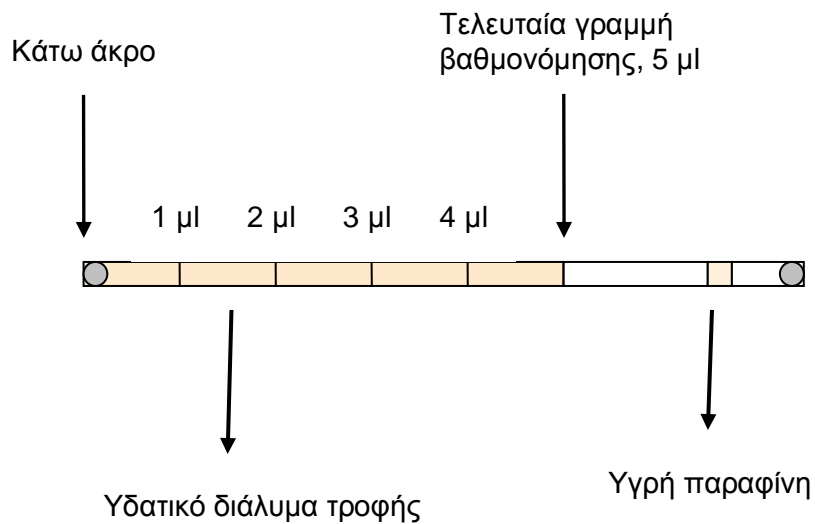 Τελευταία γραμμή
βαθμονόμησης, 5 μl
Κάτω άκρο
1 μl 2 μl 3 μl 4 μl
Υγρή παραφίνη
Υδατικό διάλυμα τροφής